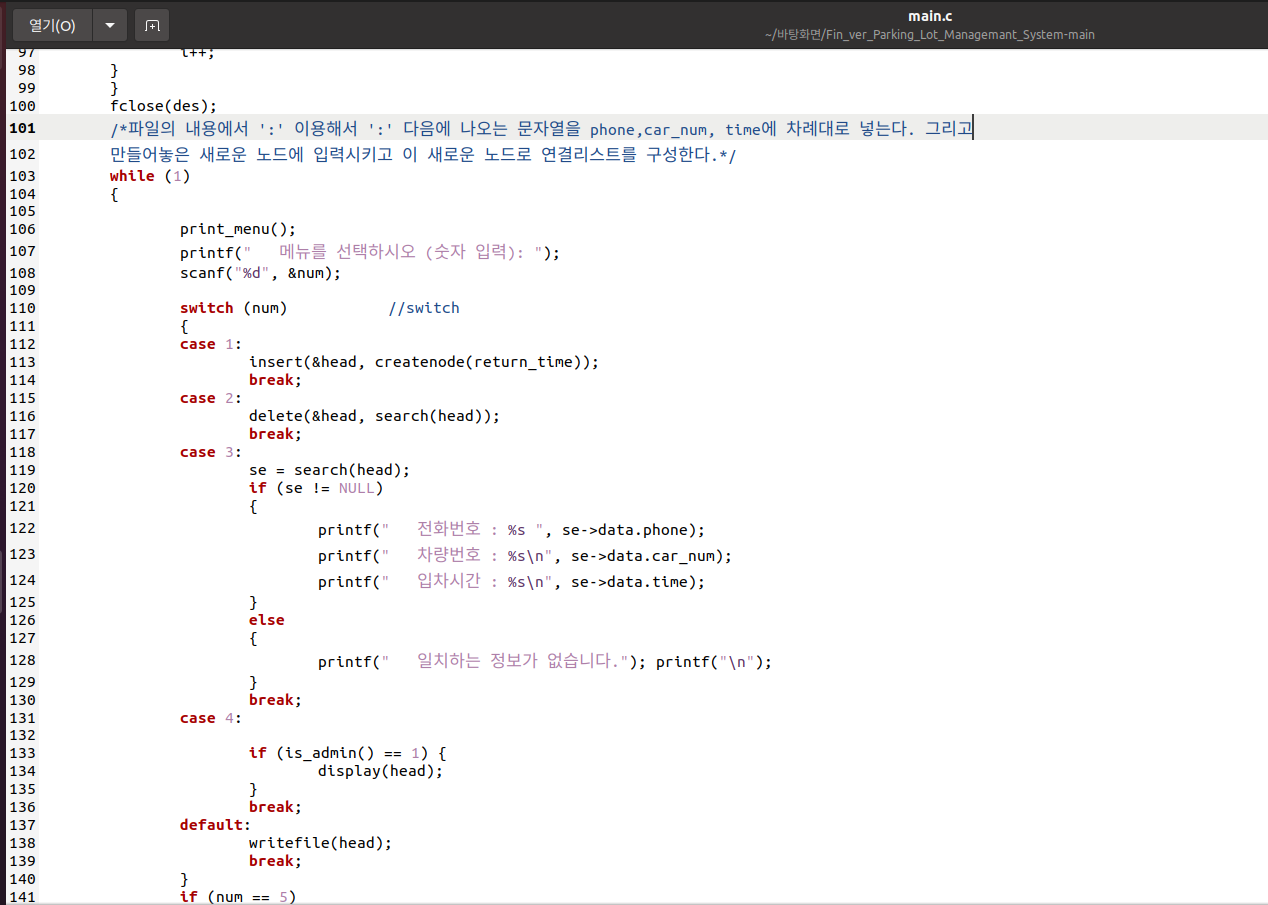 열기(O)
main.c
~/바탕화면/Fin_ver_Parking_Lot_Managemant_System-main
97 i++;
98 }
99 }
100 fclose(des);
101 /*파일의 내용에서 ':' 이용해서 ':' 다음에 나오는 문자열을 phone,car_num, time에 차례대로 넣는다. 그리고
102 만들어놓은 새로운 노드에 입력시키고 이 새로운 노드로 연결리스트를 구성한다.*/
103 while (1)
104 {
105
106 print_menu();
107 printf("   메뉴를 선택하시오 (숫자 입력): ");
108 scanf("%d", &num);
109
110 switch (num) //switch
111 {
112 case 1:
113 insert(&head, createnode(return_time));
114 break;
115 case 2:
116 delete(&head, search(head));
117 break;
118 case 3:
119 se = search(head);
120 if (se != NULL)
121 {
122 printf("   전화번호 : %s ", se->data.phone);
123 printf("   차량번호 : %s\n", se->data.car_num);
124 printf("   입차시간 : %s\n", se->data.time);
125 }
126 else
127 {
128 printf("   일치하는 정보가 없습니다."); printf("\n");
129 }
130 break;
131 case 4:
132
133 if (is_admin() == 1) {
134 display(head);
135 }
136 break;
137 default:
138 writefile(head);
139 break;
140 }
141 if (num == 5)